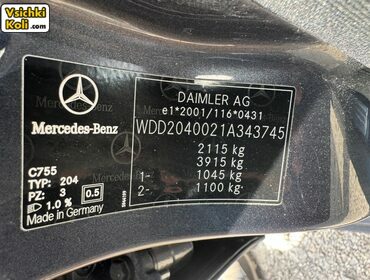 Vsichki
Koli.com
Mercedes-Benz
DAIMLER AG
e1*2001/116*0431
WDD2040021A343745
2115 kg
3915 kg
1- 1045 kg
2- 1100 kg
C755
TYP: 204
PZ: 3 0.5
1.0 %
Made in Germany